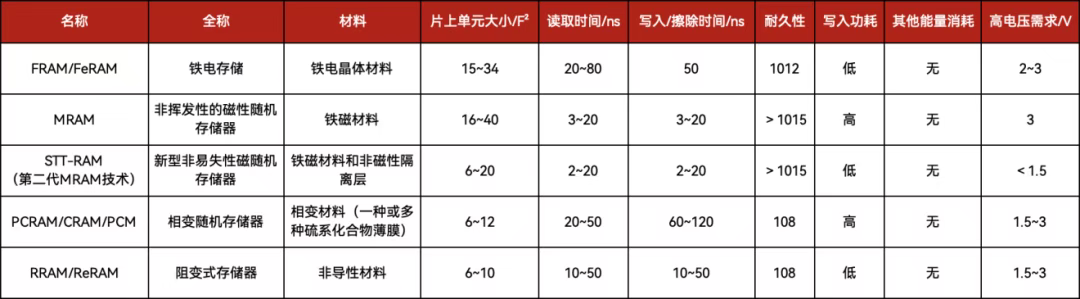 名称 全称 材料 片上单元大小/F² 读取时间/ns 写入/擦除时间/ns 耐久性 写入功耗 其他能量消耗 高电压需求/V
FRAM/FeRAM 铁电存储 铁电晶体材料 15~34 20~80 50 1012 低 无 2~3
MRAM 非挥发性的磁性随机存储器 铁磁材料 16~40 3~20 3~20 >1015 高 无 3
STT-RAM（第二代MRAM技术） 新型非易失性磁随机存储器 铁磁材料和非磁性隔离层 6~20 2~20 2~20 >1015 低 无 <1.5
PCRAM/CRAM/PCM 相变随机存储器 相变材料（一种或多种硫系化合物薄膜） 6~12 20~50 60~120 108 高 无 1.5~3
RRAM/ReRAM 阻变式存储器 非导性材料 6~10 10~50 10~50 108 低 无 1.5~3